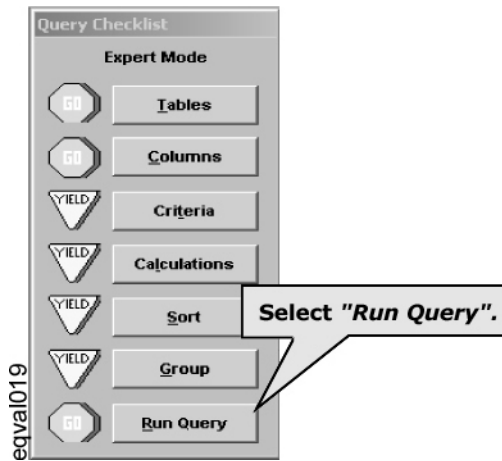 Query Checklist
Expert Mode
GO Tables
GO Columns
YIELD Criteria
YIELD Calculations
YIELD Sort
Select "Run Query".
YIELD Group
GO Run Query
eqval019